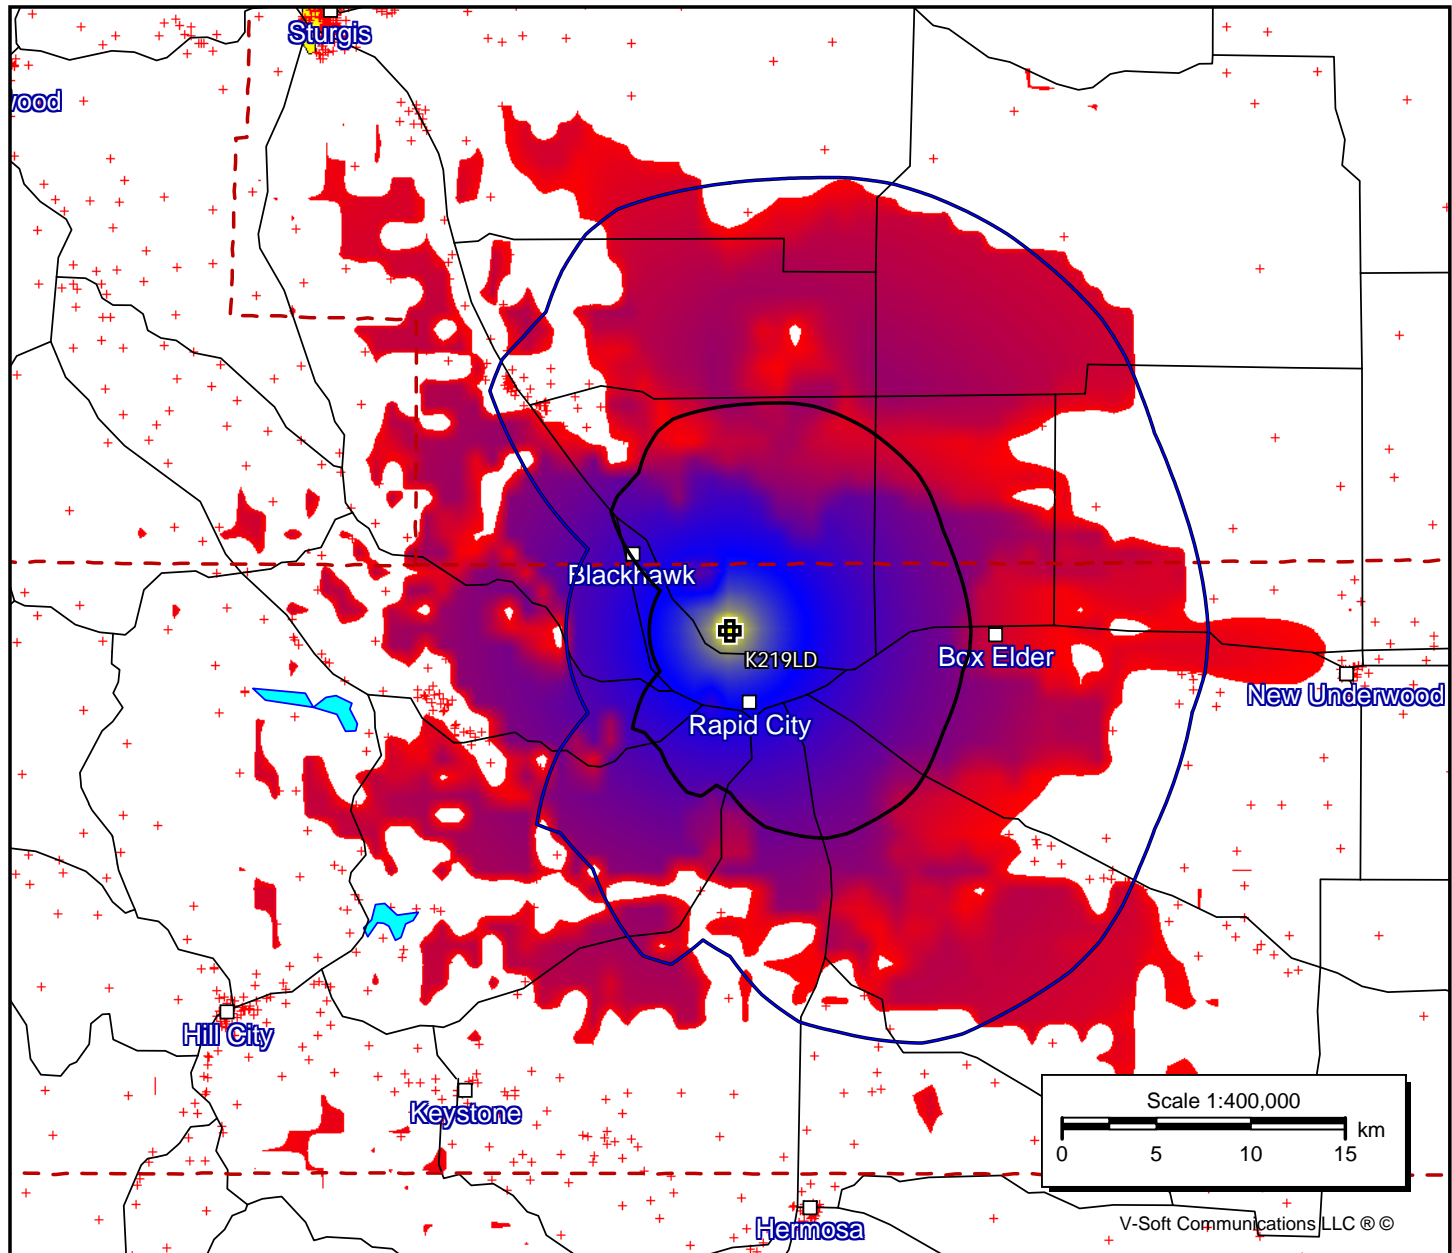 Sturgis
wood
Blackhawk
K219LD
Box Elder
New Underwood
Rapid City
Hill City
Keystone
Scale 1:400,000
km
0 5 10 15
Hermosa
V-Soft Communications LLC ® ©